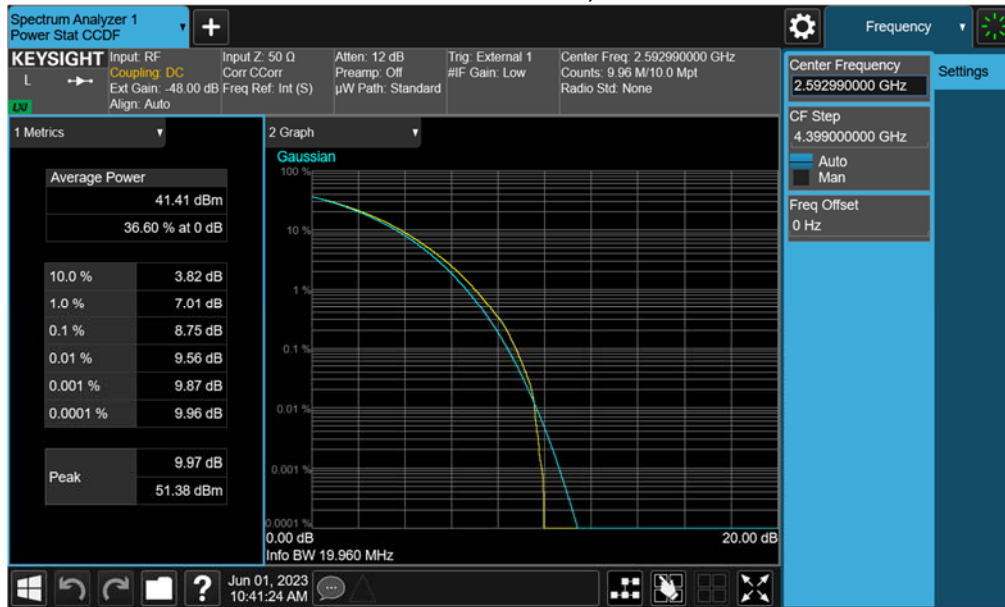 Spectrum Analyzer 1
Power Stat CCDF
+
Frequency
KEYSIGHT
L
LXI
Input: RF
Coupling: DC
Ext Gain: -48.00 dB
Align: Auto
Input Z: 50 Ω
Corr CCorr
Freq Ref: Int (S)
Atten: 12 dB
Preamp: Off
µW Path: Standard
Trig: External 1
#IF Gain: Low
Center Freq: 2.592990000 GHz
Counts: 9.96 M/10.0 Mpt
Radio Std: None
Center Frequency
2.592990000 GHz
Settings
CF Step
4.399000000 GHz
Auto
Man
Freq Offset
0 Hz
1 Metrics
Average Power
41.41 dBm
36.60 % at 0 dB
10.0 % 3.82 dB
1.0 % 7.01 dB
0.1 % 8.75 dB
0.01 % 9.56 dB
0.001 % 9.87 dB
0.0001 % 9.96 dB
Peak 9.97 dB
51.38 dBm
2 Graph
Gaussian
100 %
10 %
1 %
0.1 %
0.01 %
0.001 %
0.0001 %
0.00 dB 20.00 dB
Info BW 19.960 MHz
?
Jun 01, 2023
10:41:24 AM